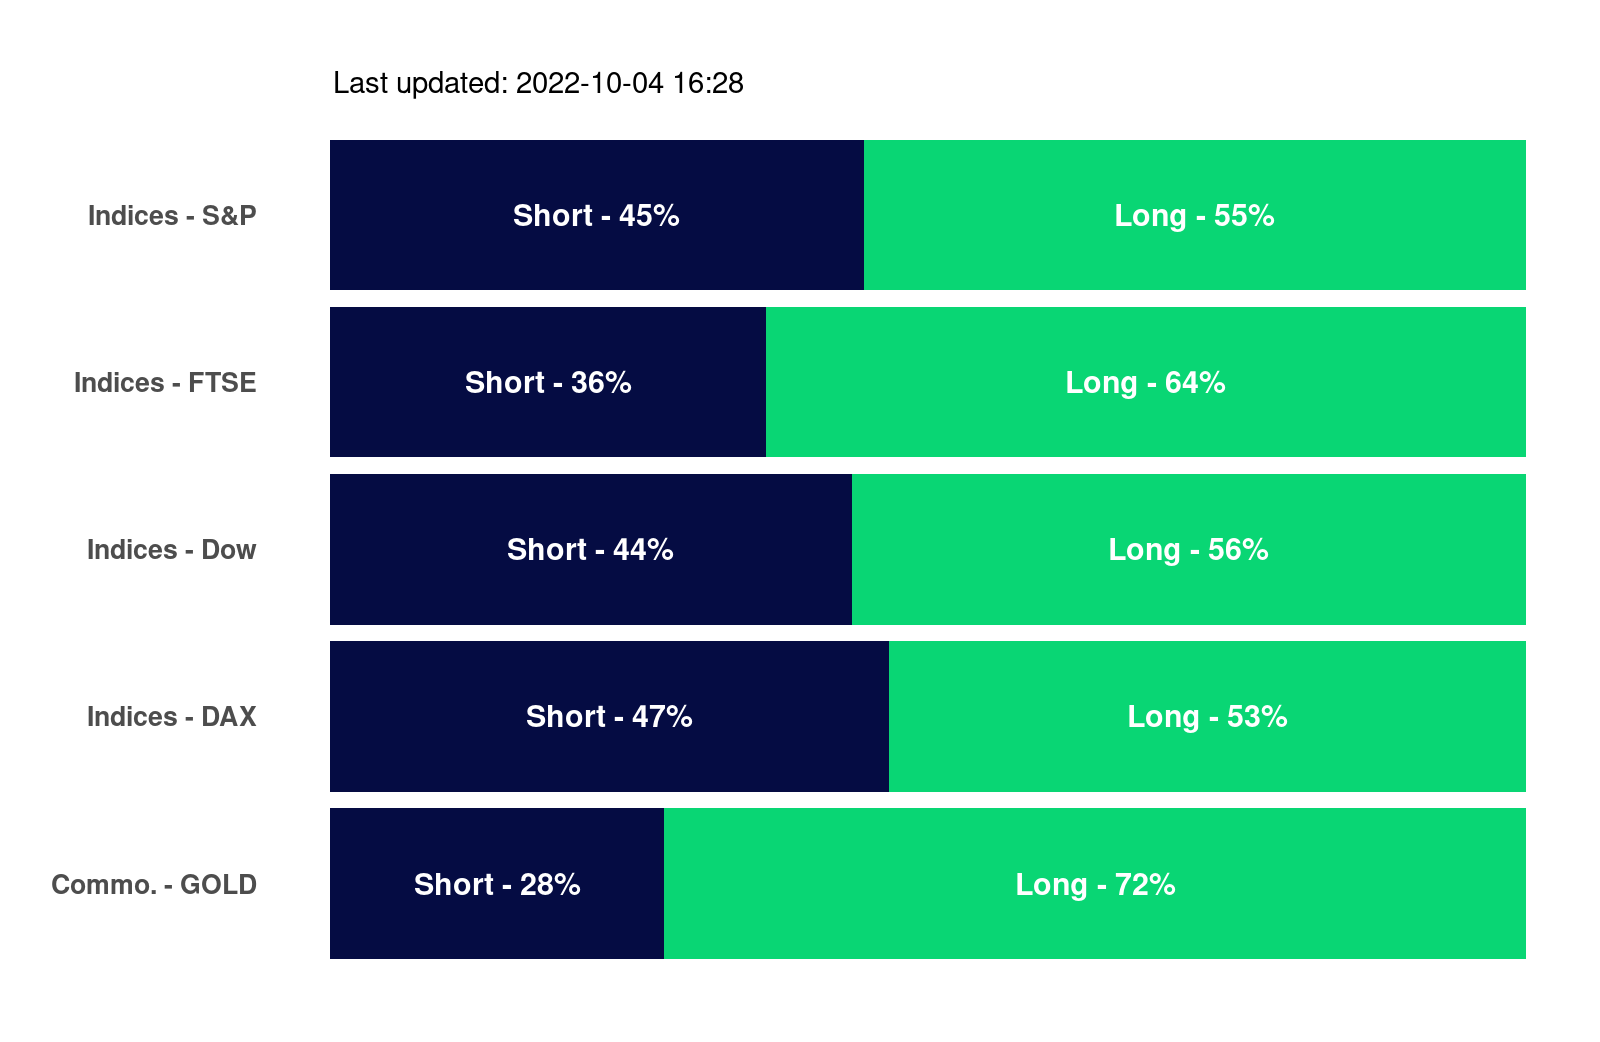 Last updated: 2022-10-04 16:28
Indices - S&P Short - 45% Long - 55%
Indices - FTSE Short - 36% Long - 64%
Indices - Dow Short - 44% Long - 56%
Indices - DAX Short - 47% Long - 53%
Commo. - GOLD Short - 28% Long - 72%